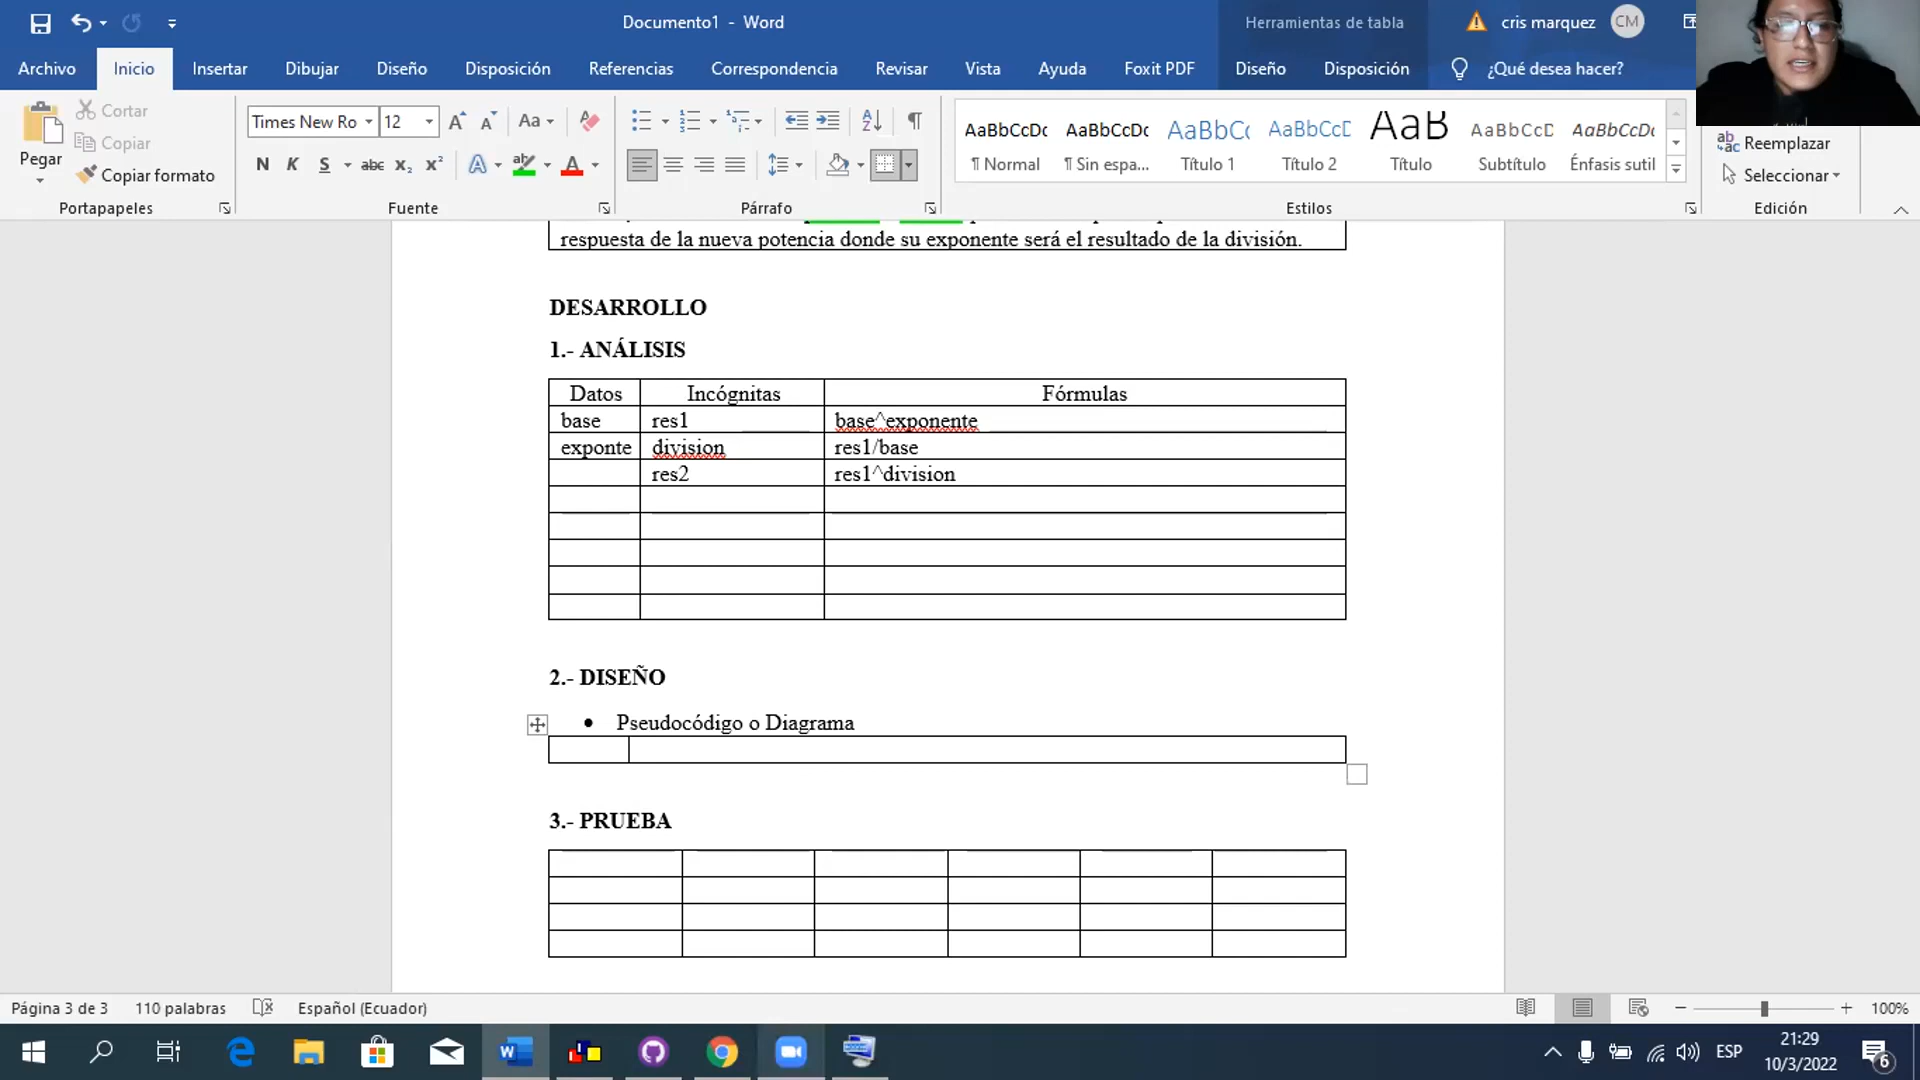 Documento1 - Word
Herramientas de tabla
cris marquez
CM
Archivo Inicio Insertar Dibujar Diseño Disposición Referencias Correspondencia Revisar Vista Ayuda Foxit PDF Diseño Disposición ¿Qué desea hacer?
Pegar
Cortar
Copiar
Copiar formato
Portapapeles
Times New Ro 12 Aa
N K S abc x₂ x² A A
Fuente
Párrafo
AaBbCcDc AaBbCcDc AaBbC( AaBbCcD AaB AaBbCcD AaBbCcDc
¶ Normal ¶ Sin espa... Título 1 Título 2 Título Subtítulo Énfasis sutil
Estilos
Reemplazar
Seleccionar
Edición
respuesta de la nueva potencia donde su exponente será el resultado de la división.
DESARROLLO
1.- ANÁLISIS
Datos Incógnitas Fórmulas
base res1 base^exponente
exponte division res1/base
res2 res1^division
2.- DISEÑO
• Pseudocódigo o Diagrama
3.- PRUEBA
Página 3 de 3 110 palabras Español (Ecuador) 100%
ESP
21:29
10/3/2022
6